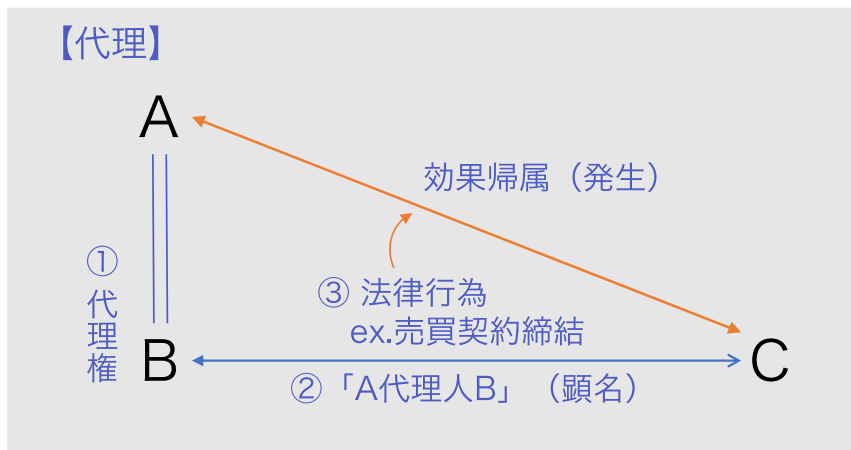 【代理】
A
効果帰属（発生）
①代理権
③ 法律行為
ex.売買契約締結
B
C
②「A代理人B」（顕名）